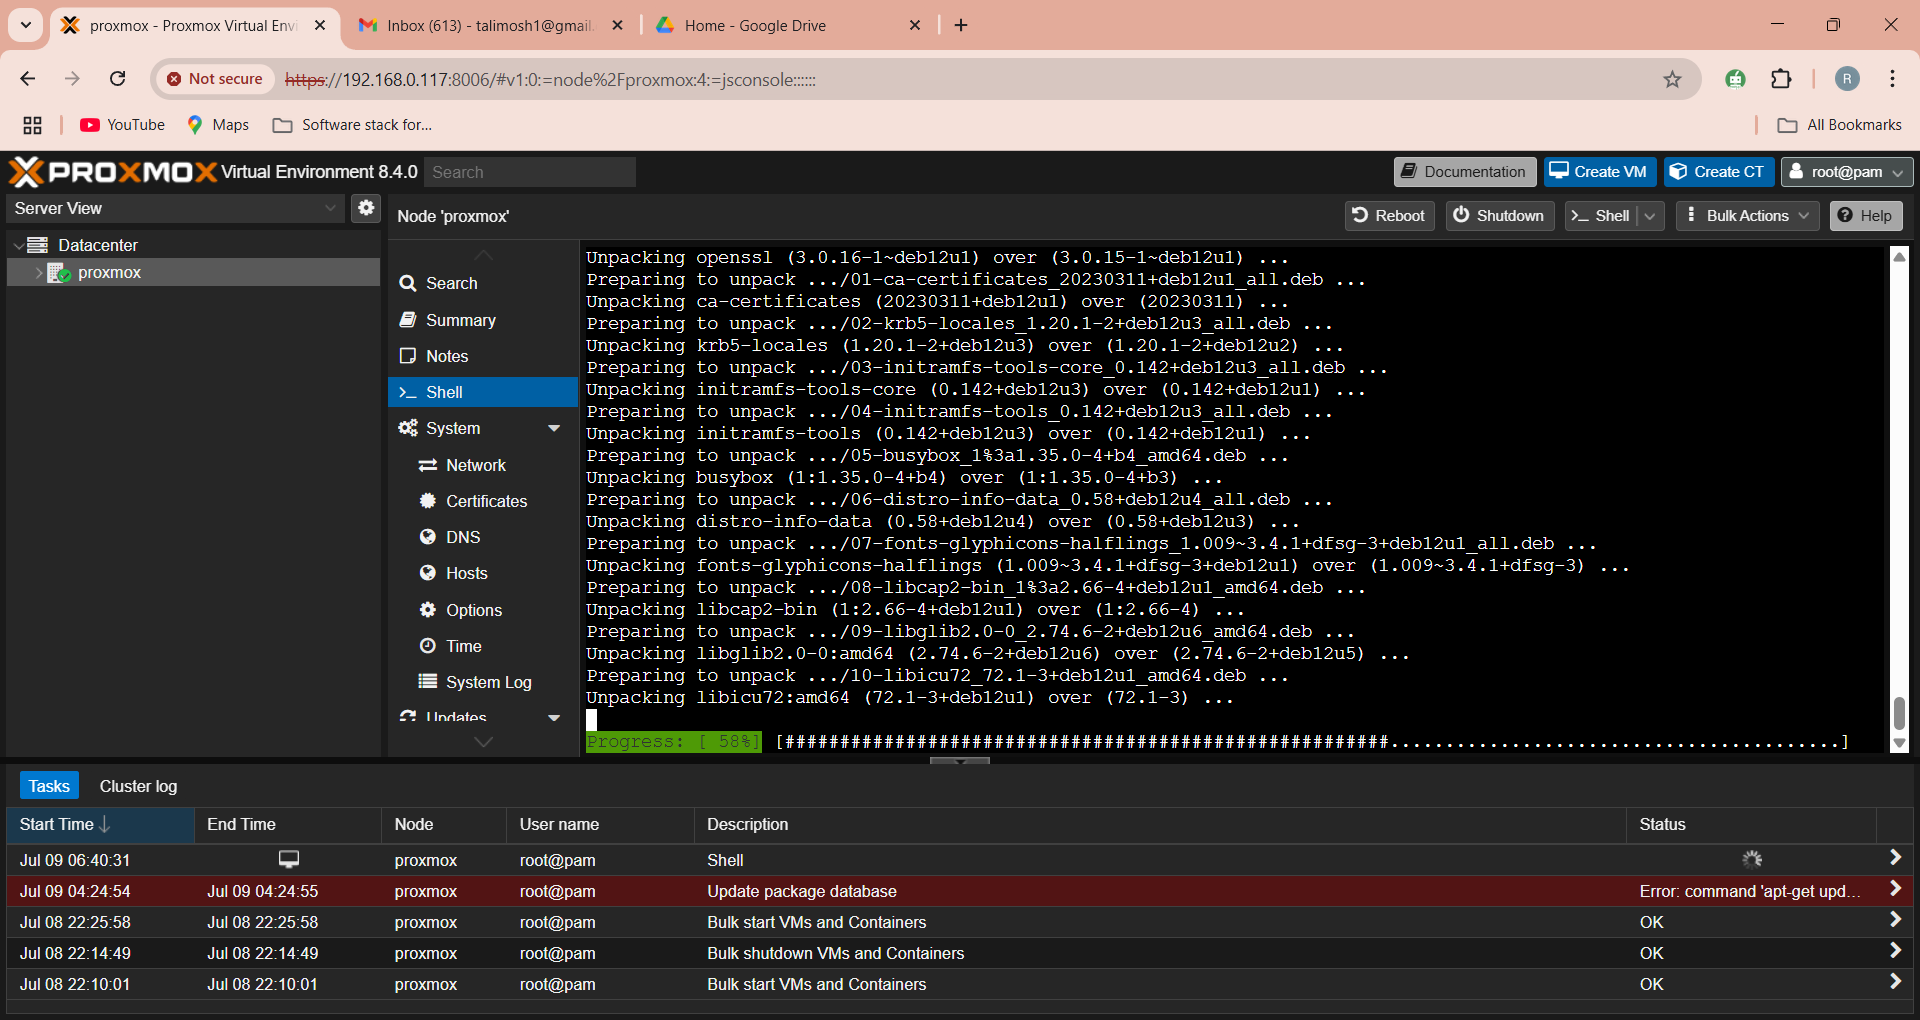 proxmox - Proxmox Virtual Envi
Inbox (613) - talimosh1@gmail.
Home - Google Drive
Not secure
https://192.168.0.117:8006/#v1:0:=node%2Fproxmox:4:=jsconsole::::::
R
YouTube
Maps
Software stack for...
All Bookmarks
PROXMOX Virtual Environment 8.4.0
Search
Documentation
Create VM
Create CT
root@pam
Server View
Node 'proxmox'
Reboot
Shutdown
Shell
Bulk Actions
Help
Datacenter
proxmox
Search
Summary
Notes
Shell
System
Network
Certificates
DNS
Hosts
Options
Time
System Log
Updates
Unpacking openssl (3.0.16-1~deb12u1) over (3.0.15-1~deb12u1) ...
Preparing to unpack .../01-ca-certificates_20230311+deb12u1_all.deb ...
Unpacking ca-certificates (20230311+deb12u1) over (20230311) ...
Preparing to unpack .../02-krb5-locales_1.20.1-2+deb12u3_all.deb ...
Unpacking krb5-locales (1.20.1-2+deb12u3) over (1.20.1-2+deb12u2) ...
Preparing to unpack .../03-initramfs-tools-core_0.142+deb12u3_all.deb ...
Unpacking initramfs-tools-core (0.142+deb12u3) over (0.142+deb12u1) ...
Preparing to unpack .../04-initramfs-tools_0.142+deb12u3_all.deb ...
Unpacking initramfs-tools (0.142+deb12u3) over (0.142+deb12u1) ...
Preparing to unpack .../05-busybox_1%3a1.35.0-4+b4_amd64.deb ...
Unpacking busybox (1:1.35.0-4+b4) over (1:1.35.0-4+b3) ...
Preparing to unpack .../06-distro-info-data_0.58+deb12u4_all.deb ...
Unpacking distro-info-data (0.58+deb12u4) over (0.58+deb12u3) ...
Preparing to unpack .../07-fonts-glyphicons-halflings_1.009~3.4.1+dfsg-3+deb12u1_all.deb ...
Unpacking fonts-glyphicons-halflings (1.009~3.4.1+dfsg-3+deb12u1) over (1.009~3.4.1+dfsg-3) ...
Preparing to unpack .../08-libcap2-bin_1%3a2.66-4+deb12u1_amd64.deb ...
Unpacking libcap2-bin (1:2.66-4+deb12u1) over (1:2.66-4) ...
Preparing to unpack .../09-libglib2.0-0_2.74.6-2+deb12u6_amd64.deb ...
Unpacking libglib2.0-0:amd64 (2.74.6-2+deb12u6) over (2.74.6-2+deb12u5) ...
Preparing to unpack .../10-libicu72_72.1-3+deb12u1_amd64.deb ...
Unpacking libicu72:amd64 (72.1-3+deb12u1) over (72.1-3) ...
Progress: [ 58%] [#######################################################.........................................]
Tasks
Cluster log
Start Time End Time Node User name Description Status
Jul 09 06:40:31 proxmox root@pam Shell
Jul 09 04:24:54 Jul 09 04:24:55 proxmox root@pam Update package database Error: command 'apt-get upd...
Jul 08 22:25:58 Jul 08 22:25:58 proxmox root@pam Bulk start VMs and Containers OK
Jul 08 22:14:49 Jul 08 22:14:49 proxmox root@pam Bulk shutdown VMs and Containers OK
Jul 08 22:10:01 Jul 08 22:10:01 proxmox root@pam Bulk start VMs and Containers OK